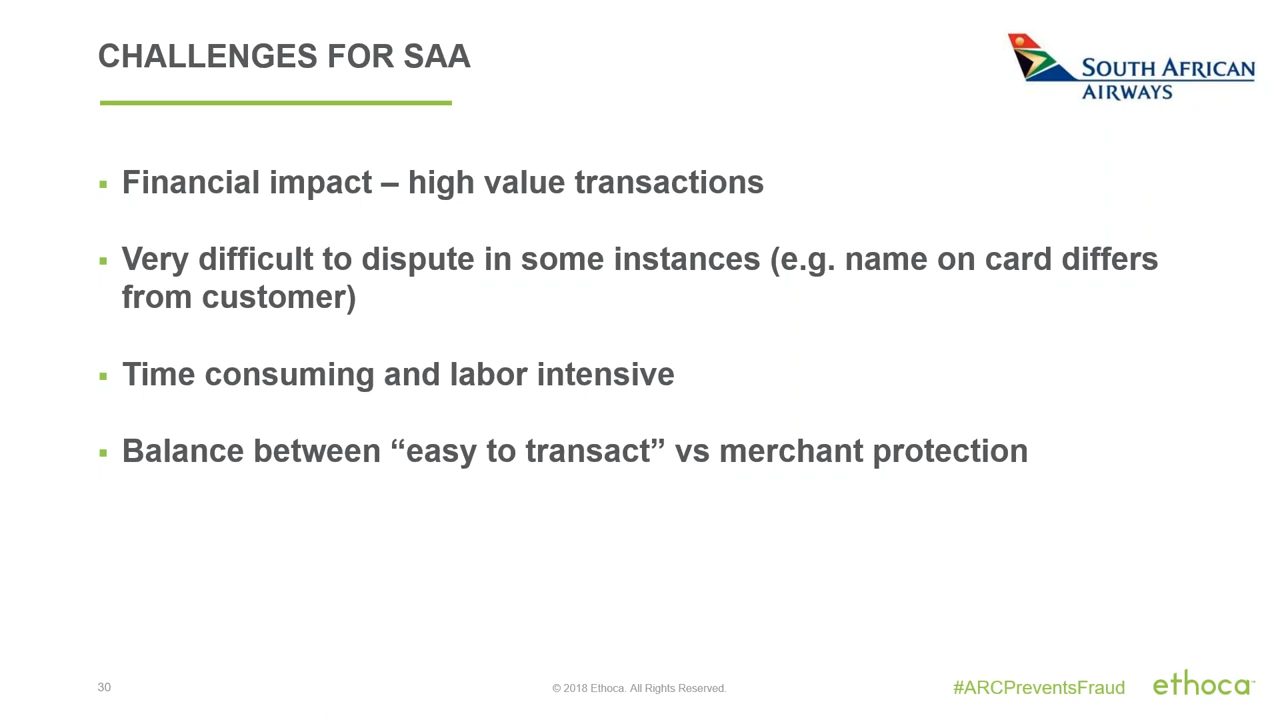 CHALLENGES FOR SAA
SOUTH AFRICAN
AIRWAYS
▪ Financial impact – high value transactions
▪ Very difficult to dispute in some instances (e.g. name on card differs
from customer)
▪ Time consuming and labor intensive
▪ Balance between “easy to transact” vs merchant protection
30
© 2018 Ethoca. All Rights Reserved.
#ARCPreventsFraud
ethoca